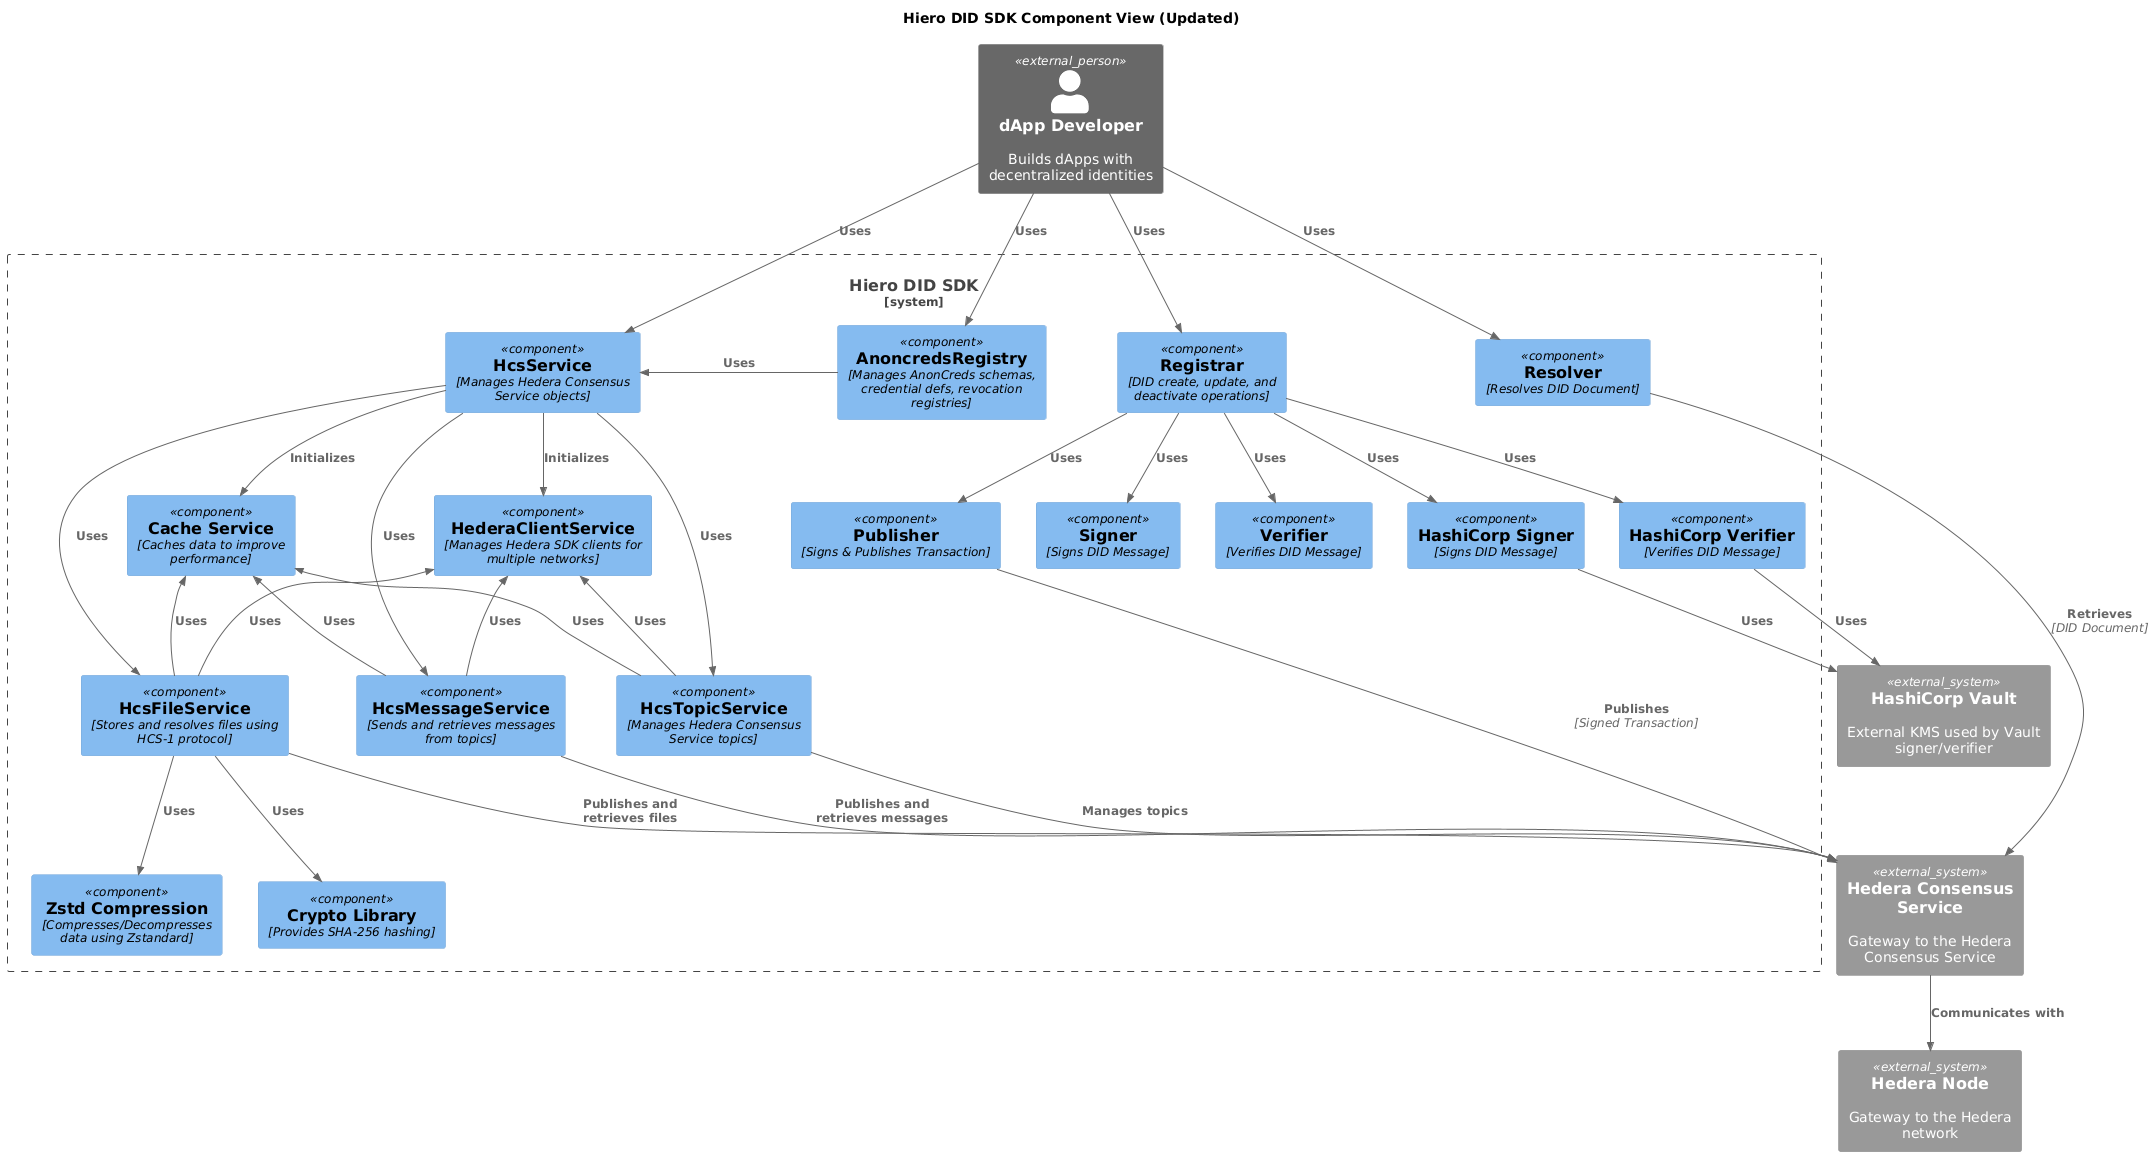 Hiero DID SDK Component View (Updated)
«external_person»
dApp Developer
Builds dApps with
decentralized identities
Uses
Uses
Uses
Uses
Hiero DID SDK
[system]
«component»
HcsService
[Manages Hedera Consensus
Service objects]
Uses
«component»
AnoncredsRegistry
[Manages AnonCreds schemas,
credential defs, revocation
registries]
«component»
Registrar
[DID create, update, and
deactivate operations]
«component»
Resolver
[Resolves DID Document]
Initializes
Initializes
Uses
Uses
Uses
Uses
Uses
Uses
Uses
Uses
«component»
Cache Service
[Caches data to improve
performance]
«component»
HederaClientService
[Manages Hedera SDK clients for
multiple networks]
«component»
Publisher
[Signs & Publishes Transaction]
«component»
Signer
[Signs DID Message]
«component»
Verifier
[Verifies DID Message]
«component»
HashiCorp Signer
[Signs DID Message]
«component»
HashiCorp Verifier
[Verifies DID Message]
Uses
Uses
Uses
Uses
Uses
Uses
Uses
Uses
Retrieves
[DID Document]
«component»
HcsFileService
[Stores and resolves files using
HCS-1 protocol]
«component»
HcsMessageService
[Sends and retrieves messages
from topics]
«component»
HcsTopicService
[Manages Hedera Consensus
Service topics]
Publishes
[Signed Transaction]
«external_system»
HashiCorp Vault
External KMS used by Vault
signer/verifier
Uses
Uses
Publishes and
retrieves files
Publishes and
retrieves messages
Manages topics
«component»
Zstd Compression
[Compresses/Decompresses
data using Zstandard]
«component»
Crypto Library
[Provides SHA-256 hashing]
«external_system»
Hedera Consensus
Service
Gateway to the Hedera
Consensus Service
Communicates with
«external_system»
Hedera Node
Gateway to the Hedera
network